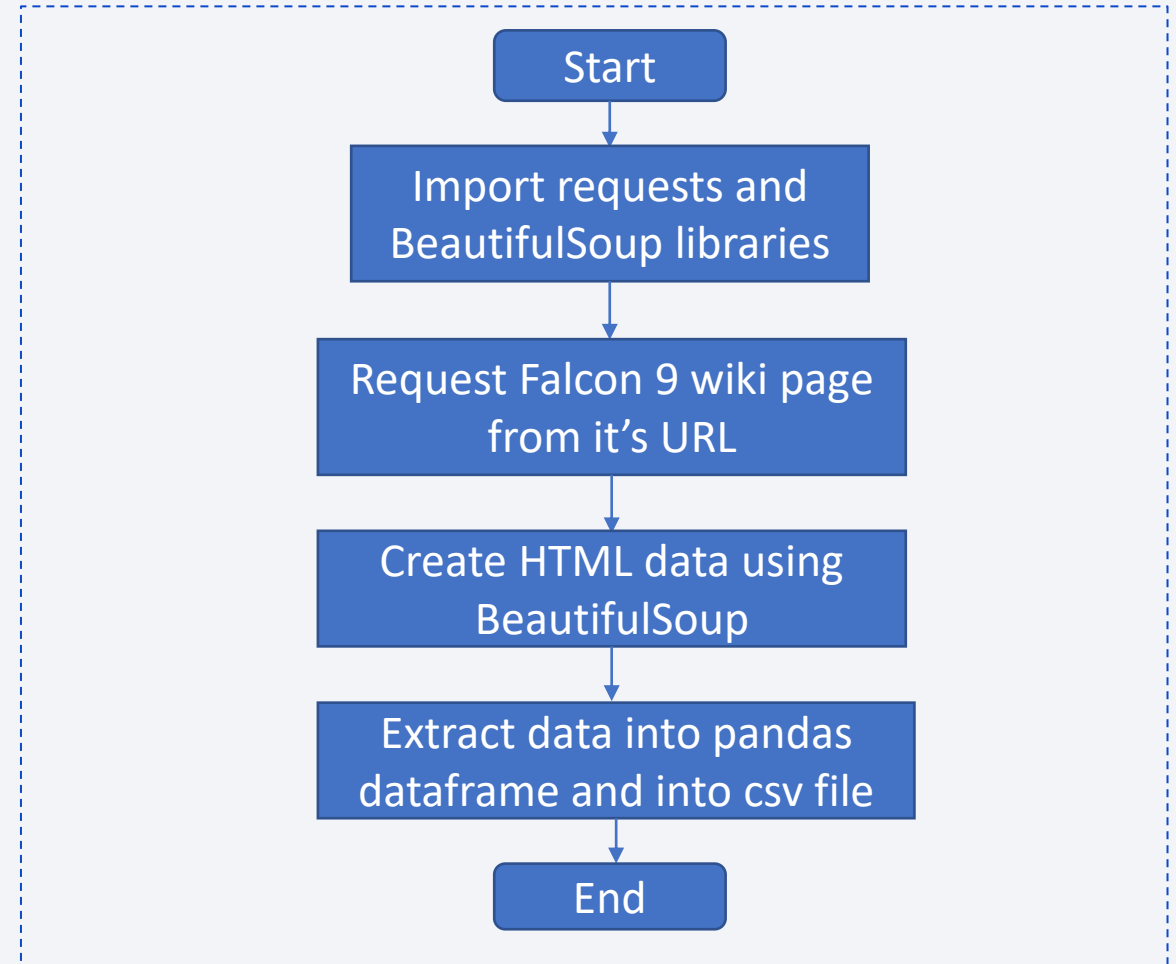 Start
Import requests and
BeautifulSoup libraries
Request Falcon 9 wiki page
from it’s URL
Create HTML data using
BeautifulSoup
Extract data into pandas
dataframe and into csv file
End